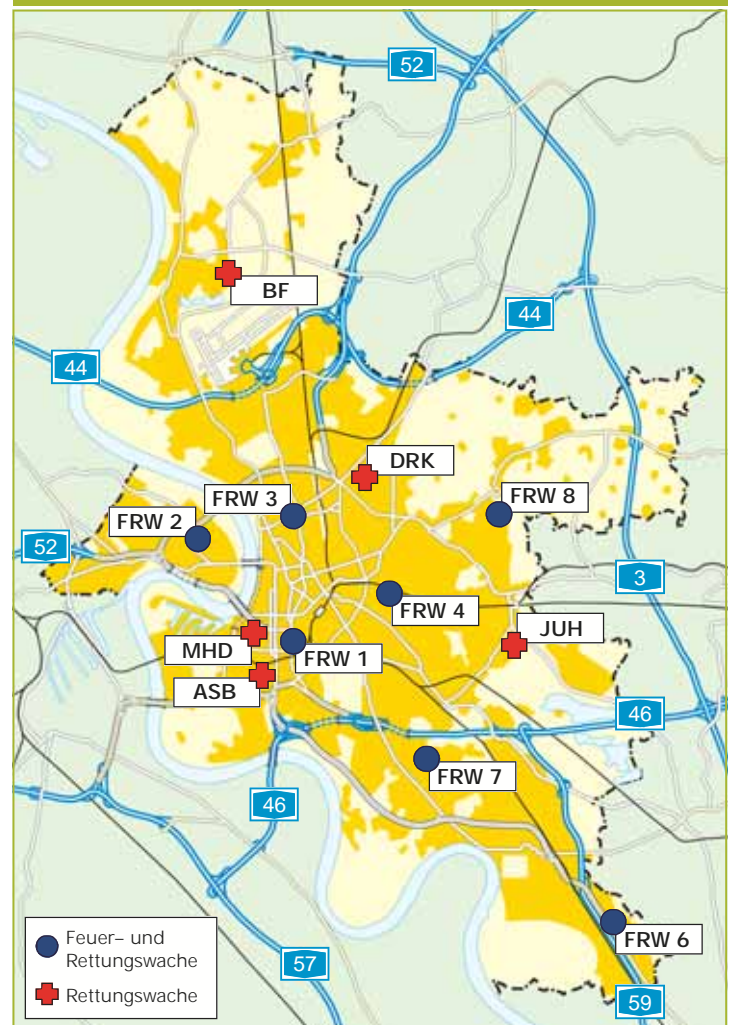 52
BF
44
44
DRK
FRW 3
FRW 8
FRW 2
52
3
FRW 4
MHD
FRW 1
JUH
ASB
46
FRW 7
46
Feuer– und
Rettungswache
Rettungswache
57
FRW 6
59